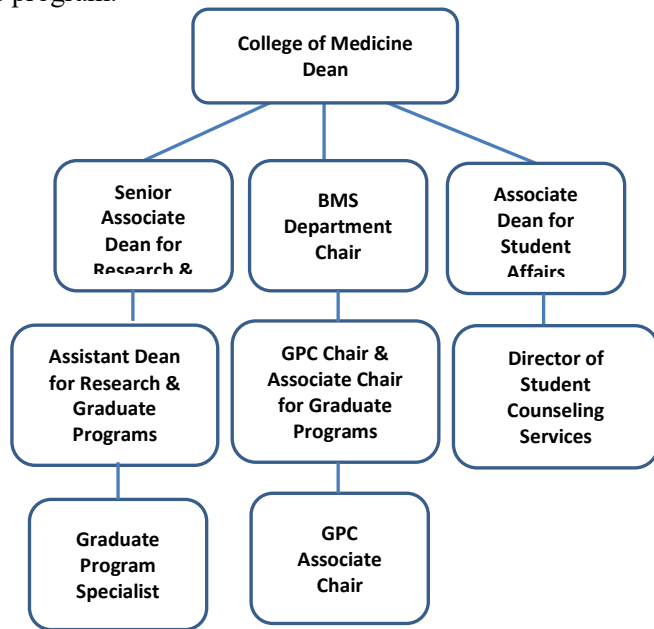 program.
College of Medicine
Dean
Senior
Associate
Dean for
Research &
BMS
Department
Chair
Associate
Dean for
Student
Affairs
Assistant Dean
for Research &
Graduate
Programs
GPC Chair &
Associate Chair
for Graduate
Programs
Director of
Student
Counseling
Services
Graduate
Program
Specialist
GPC
Associate
Chair